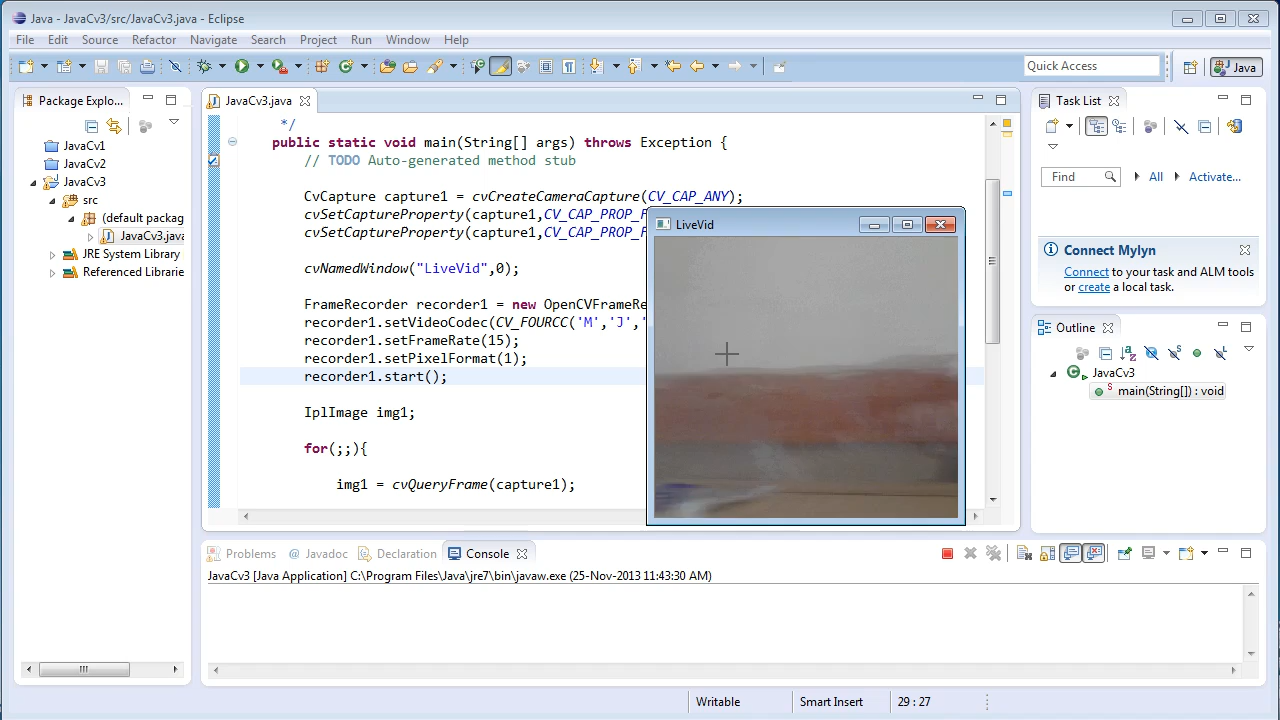 Java - JavaCv3/src/JavaCv3.java - Eclipse
File Edit Source Refactor Navigate Search Project Run Window Help
Quick Access
Java
Package Explo...
JavaCv1
JavaCv2
JavaCv3
src
(default packag
JavaCv3.java
JRE System Library
Referenced Librarie
JavaCv3.java
*/
public static void main(String[] args) throws Exception {
// TODO Auto-generated method stub
CvCapture capture1 = cvCreateCameraCapture(CV_CAP_ANY);
cvSetCaptureProperty(capture1,CV_CAP_PROP_F
cvSetCaptureProperty(capture1,CV_CAP_PROP_F
cvNamedWindow("LiveVid",0);
FrameRecorder recorder1 = new OpenCVFrameRe
recorder1.setVideoCodec(CV_FOURCC('M','J','
recorder1.setFrameRate(15);
recorder1.setPixelFormat(1);
recorder1.start();
IplImage img1;
for(;;){
img1 = cvQueryFrame(capture1);
LiveVid
Task List
Find All Activate...
Connect Mylyn
Connect to your task and ALM tools
or create a local task.
Outline
JavaCv3
main(String[]) : void
Problems @ Javadoc Declaration Console
JavaCv3 [Java Application] C:\Program Files\Java\jre7\bin\javaw.exe (25-Nov-2013 11:43:30 AM)
Writable Smart Insert 29 : 27